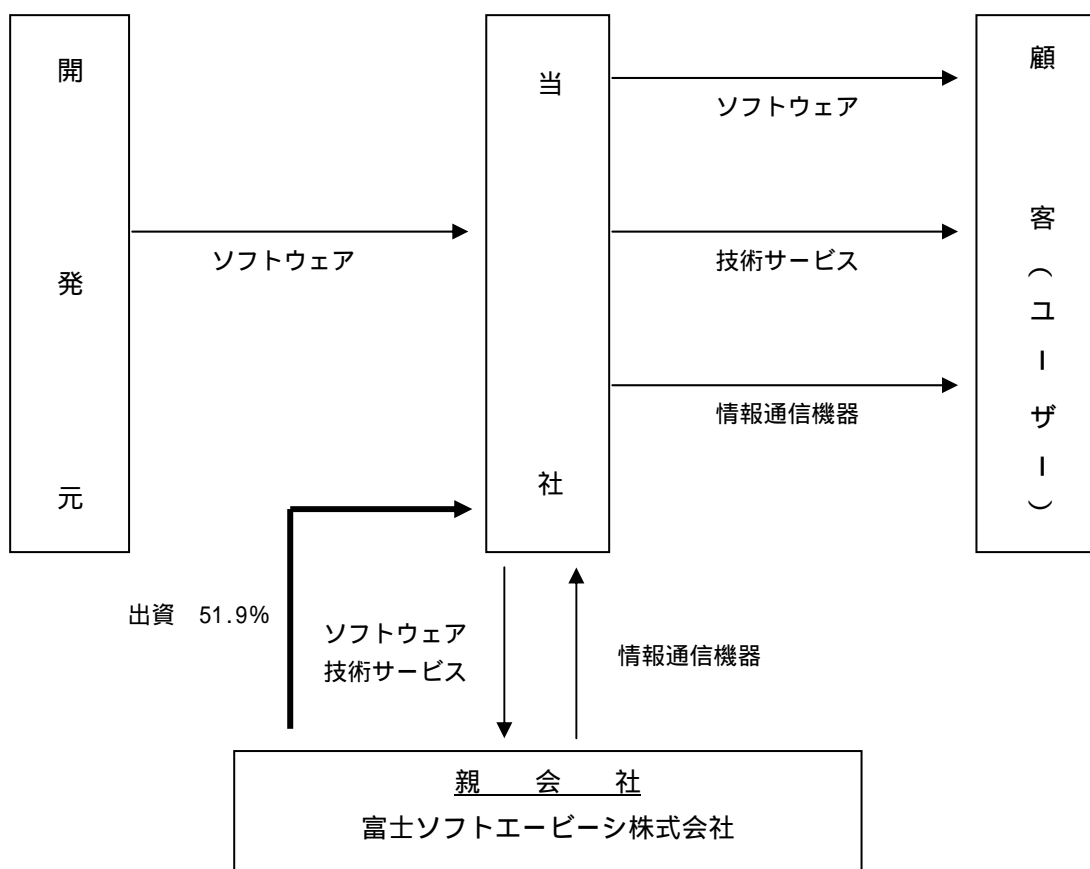 開発元
ソフトウェア
当社
ソフトウェア
技術サービス
情報通信機器
顧客(ユーザー)
出資 51.9%
ソフトウェア
技術サービス
情報通信機器
親会社
富士ソフトエービーシ株式会社